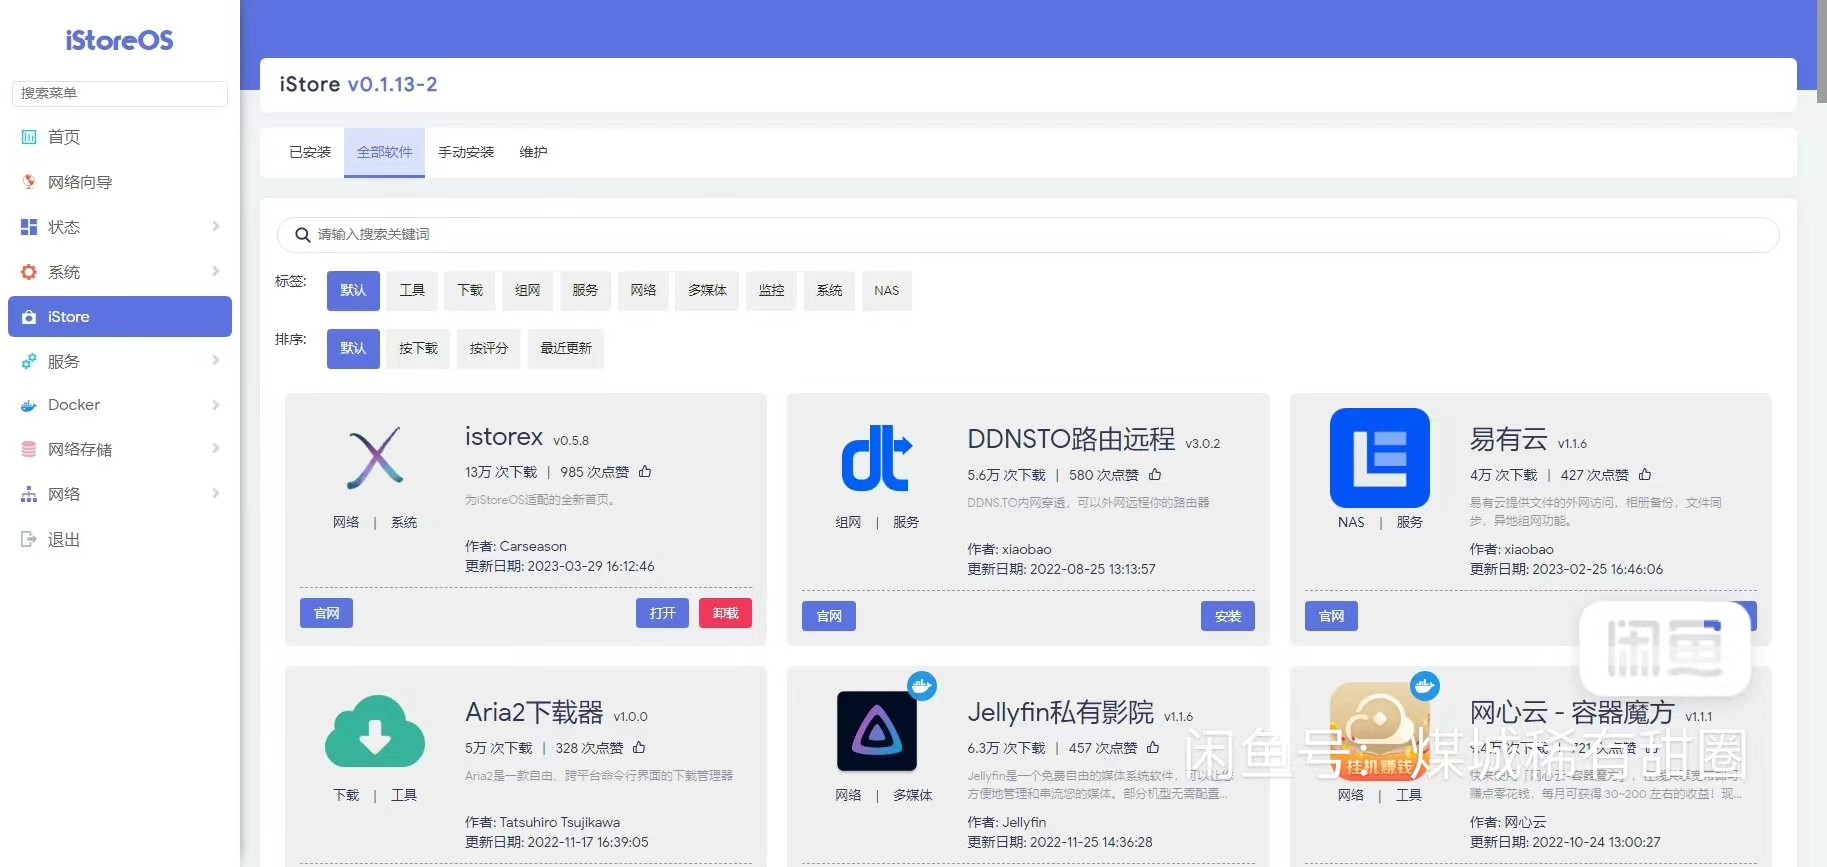 iStoreOS
搜索菜单
首页
网络向导
状态
系统
iStore
服务
Docker
网络存储
网络
退出
iStore v0.1.13-2
已安装 全部软件 手动安装 维护
请输入搜索关键词
标签: 默认 工具 下载 组网 服务 网络 多媒体 监控 系统 NAS
排序: 默认 按下载 按评分 最近更新
istorex v0.5.8
13万 次下载 | 985 次点赞
为iStoreOS适配的全新首页。
网络 | 系统
作者: Carseason
更新日期: 2023-03-29 16:12:46
官网 打开 卸载
DDNSTO路由远程 v3.0.2
5.6万 次下载 | 580 次点赞
DDNS.TO内网穿透，可以外网远程你的路由器
组网 | 服务
作者: xiaobao
更新日期: 2022-08-25 13:13:57
官网 安装
易有云 v1.1.6
4万 次下载 | 427 次点赞
易有云提供文件的外网访问，相册备份，文件同
步，异地组网功能。
NAS | 服务
作者: xiaobao
更新日期: 2023-02-25 16:46:06
官网
闲鱼
Aria2下载器 v1.0.0
5万 次下载 | 328 次点赞
Aria2是一款自由、跨平台命令行界面的下载管理器
下载 | 工具
作者: Tatsuhiro Tsujikawa
更新日期: 2022-11-17 16:39:05
Jellyfin私有影院 v1.1.6
6.3万 次下载 | 457 次点赞
Jellyfin是一个免费自由的媒体系统软件，可以让您
方便地管理和串流您的媒体。部分机型无需配置...
网络 | 多媒体
作者: Jellyfin
更新日期: 2022-11-25 14:36:28
网心云 - 容器魔方 v1.1.1
次下载 | 721 次点赞
挂机赚钱
赚点零花钱，每月可获得 30~200 左右的收益！现...
网络 | 工具
作者: 网心云
更新日期: 2022-10-24 13:00:27
闲鱼号：煤城稀有甜圈